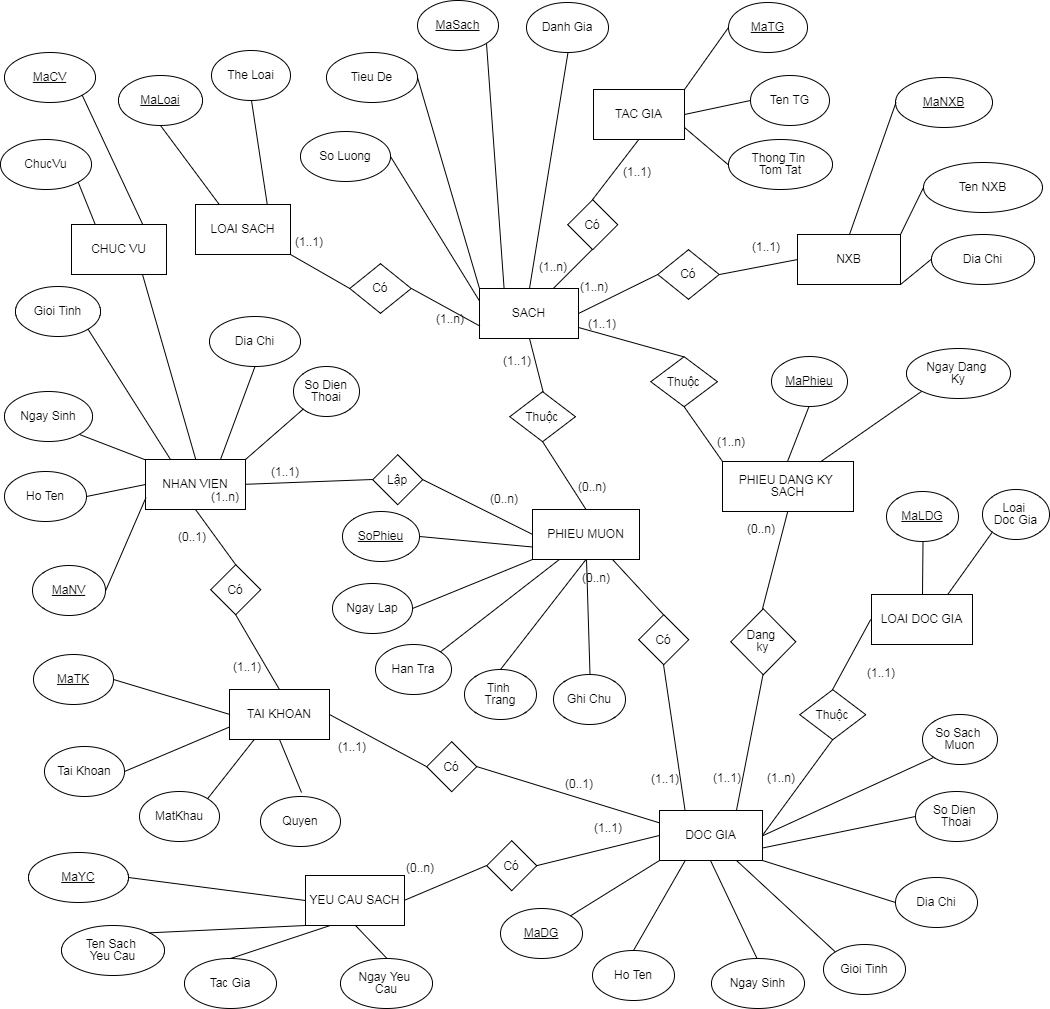 MaSach
Danh Gia
MaTG
MaCV
MaLoai
The Loai
Tieu De
TAC GIA
Ten TG
MaNXB
ChucVu
So Luong
Thong Tin
Tom Tat
(1..1)
Ten NXB
LOAI SACH
Có
CHUC VU
(1..1)
(1..1)
NXB
Dia Chi
(1..n)
Có
Có
(1..n)
Gioi Tinh
(1..n)
SACH
(1..1)
Dia Chi
(1..1)
Ngay Dang
Ky
So Dien
Thoai
Thuộc
MaPhieu
Ngay Sinh
Thuộc
(1..n)
NHAN VIEN
(1..n)
(1..1)
Lập
(0..n)
(0..n)
PHIEU DANG KY
SACH
Ho Ten
(0..1)
SoPhieu
PHIEU MUON
(0..n)
(0..n)
MaLDG
Loai
Doc Gia
MaNV
Có
Ngay Lap
LOAI DOC GIA
Có
Dang
ky
Han Tra
Tinh
Trang
Ghi Chu
(1..1)
(1..1)
MaTK
TAI KHOAN
(1..1)
Thuộc
So Sach
Muon
Tai Khoan
Có
(0..1)
(1..1)
(1..1)
(1..n)
MatKhau
Quyen
(1..1)
DOC GIA
So Dien
Thoai
MaYC
(0..n)
Có
YEU CAU SACH
Dia Chi
Ten Sach
Yeu Cau
MaDG
Tac Gia
Ngay Yeu
Cau
Ho Ten
Ngay Sinh
Gioi Tinh